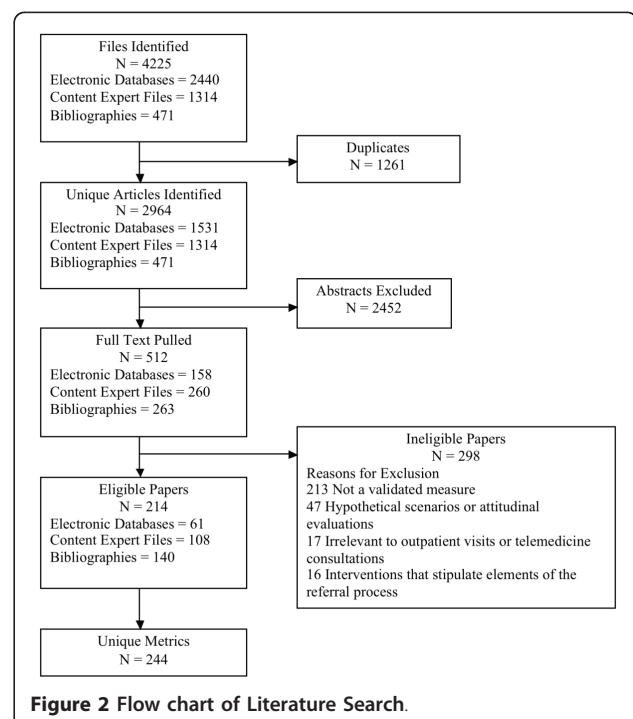 Files Identified
N = 4225
Electronic Databases = 2440
Content Expert Files = 1314
Bibliographies = 471
Duplicates
N = 1261
Unique Articles Identified
N = 2964
Electronic Databases = 1531
Content Expert Files = 1314
Bibliographies = 471
Abstracts Excluded
N = 2452
Full Text Pulled
N = 512
Electronic Databases = 158
Content Expert Files = 260
Bibliographies = 263
Ineligible Papers
N = 298
Reasons for Exclusion
213 Not a validated measure
47 Hypothetical scenarios or attitudinal
evaluations
17 Irrelevant to outpatient visits or telemedicine
consultations
16 Interventions that stipulate elements of the
referral process
Eligible Papers
N = 214
Electronic Databases = 61
Content Expert Files = 108
Bibliographies = 140
Unique Metrics
N = 244
Figure 2 Flow chart of Literature Search.